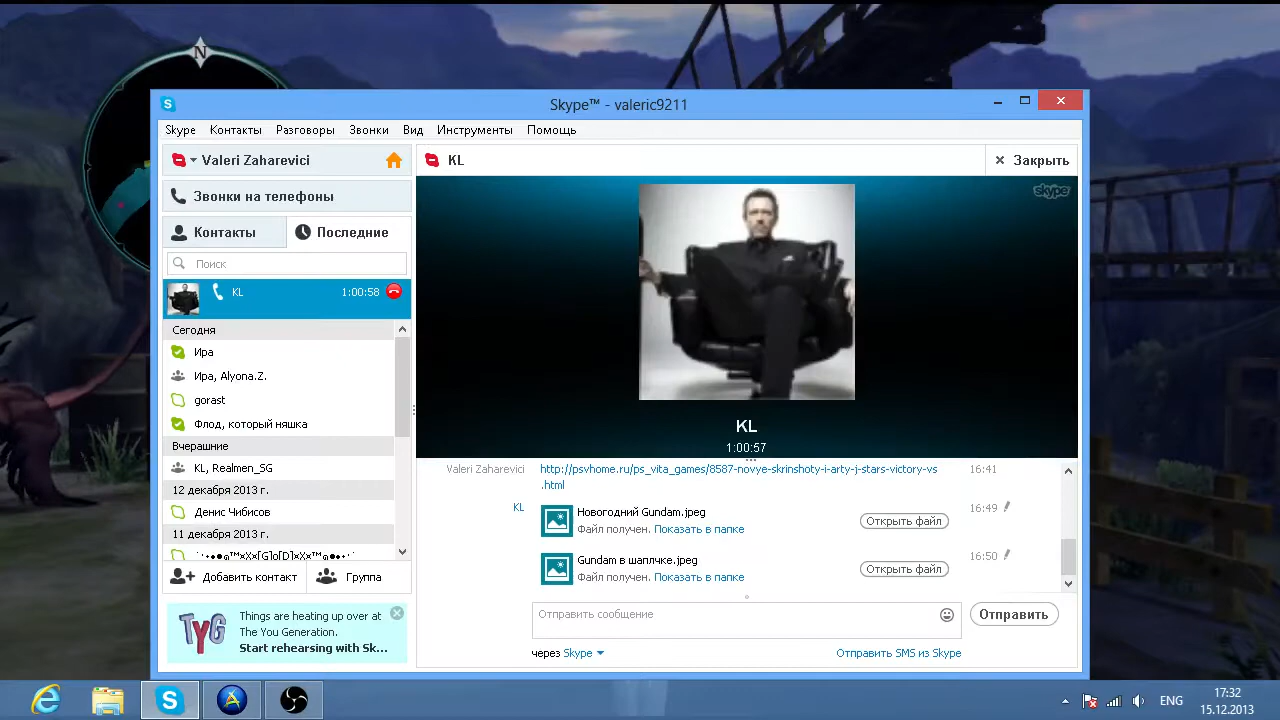 N
Skype™ - valeric9211
Skype Контакты Разговоры Звонки Вид Инструменты Помощь
Valeri Zaharevici
KL
Закрыть
Звонки на телефоны
Контакты
Последние
Поиск
KL 1:00:58
Сегодня
Ира
Ира, Alyona.Z.
gorast
Флод, который няшка
Вчерашние
KL, Realmen_SG
12 декабря 2013 г.
Денис Чибисов
11 декабря 2013 г.
Добавить контакт
Группа
Things are heating up over at
The You Generation.
Start rehearsing with Sk...
TYG
skype
KL
1:00:57
Valeri Zaharevici
http://psvhome.ru/ps_vita_games/8587-novye-skrinshoty-i-arty-j-stars-victory-vs
.html
16:41
KL
Новогодний Gundam.jpeg
Файл получен. Показать в папке
Открыть файл
16:49
Gundam в шаплчке.jpeg
Файл получен. Показать в папке
Открыть файл
16:50
Отправить сообщение
Отправить
через Skype
Отправить SMS из Skype
ENG
17:32
15.12.2013